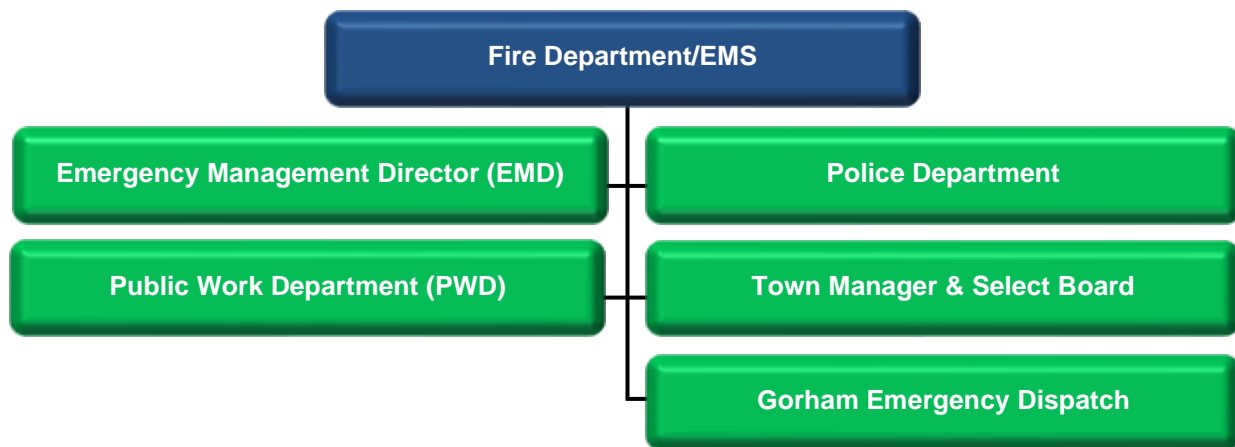 Fire Department/EMS
Emergency Management Director (EMD)
Police Department
Public Work Department (PWD)
Town Manager & Select Board
Gorham Emergency Dispatch